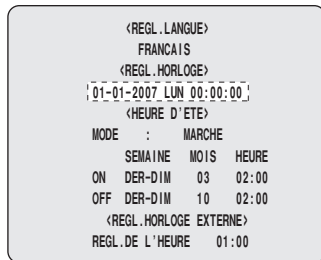 <REGL.LANGUE>
FRANCAIS
<REGL.HORLOGE>
01-01-2007 LUN 00:00:00
<HEURE D'ETE>
MODE : MARCHE
SEMAINE MOIS HEURE
ON DER-DIM 03 02:00
OFF DER-DIM 10 02:00
<REGL.HORLOGE EXTERNE>
REGL.DE L'HEURE 01:00